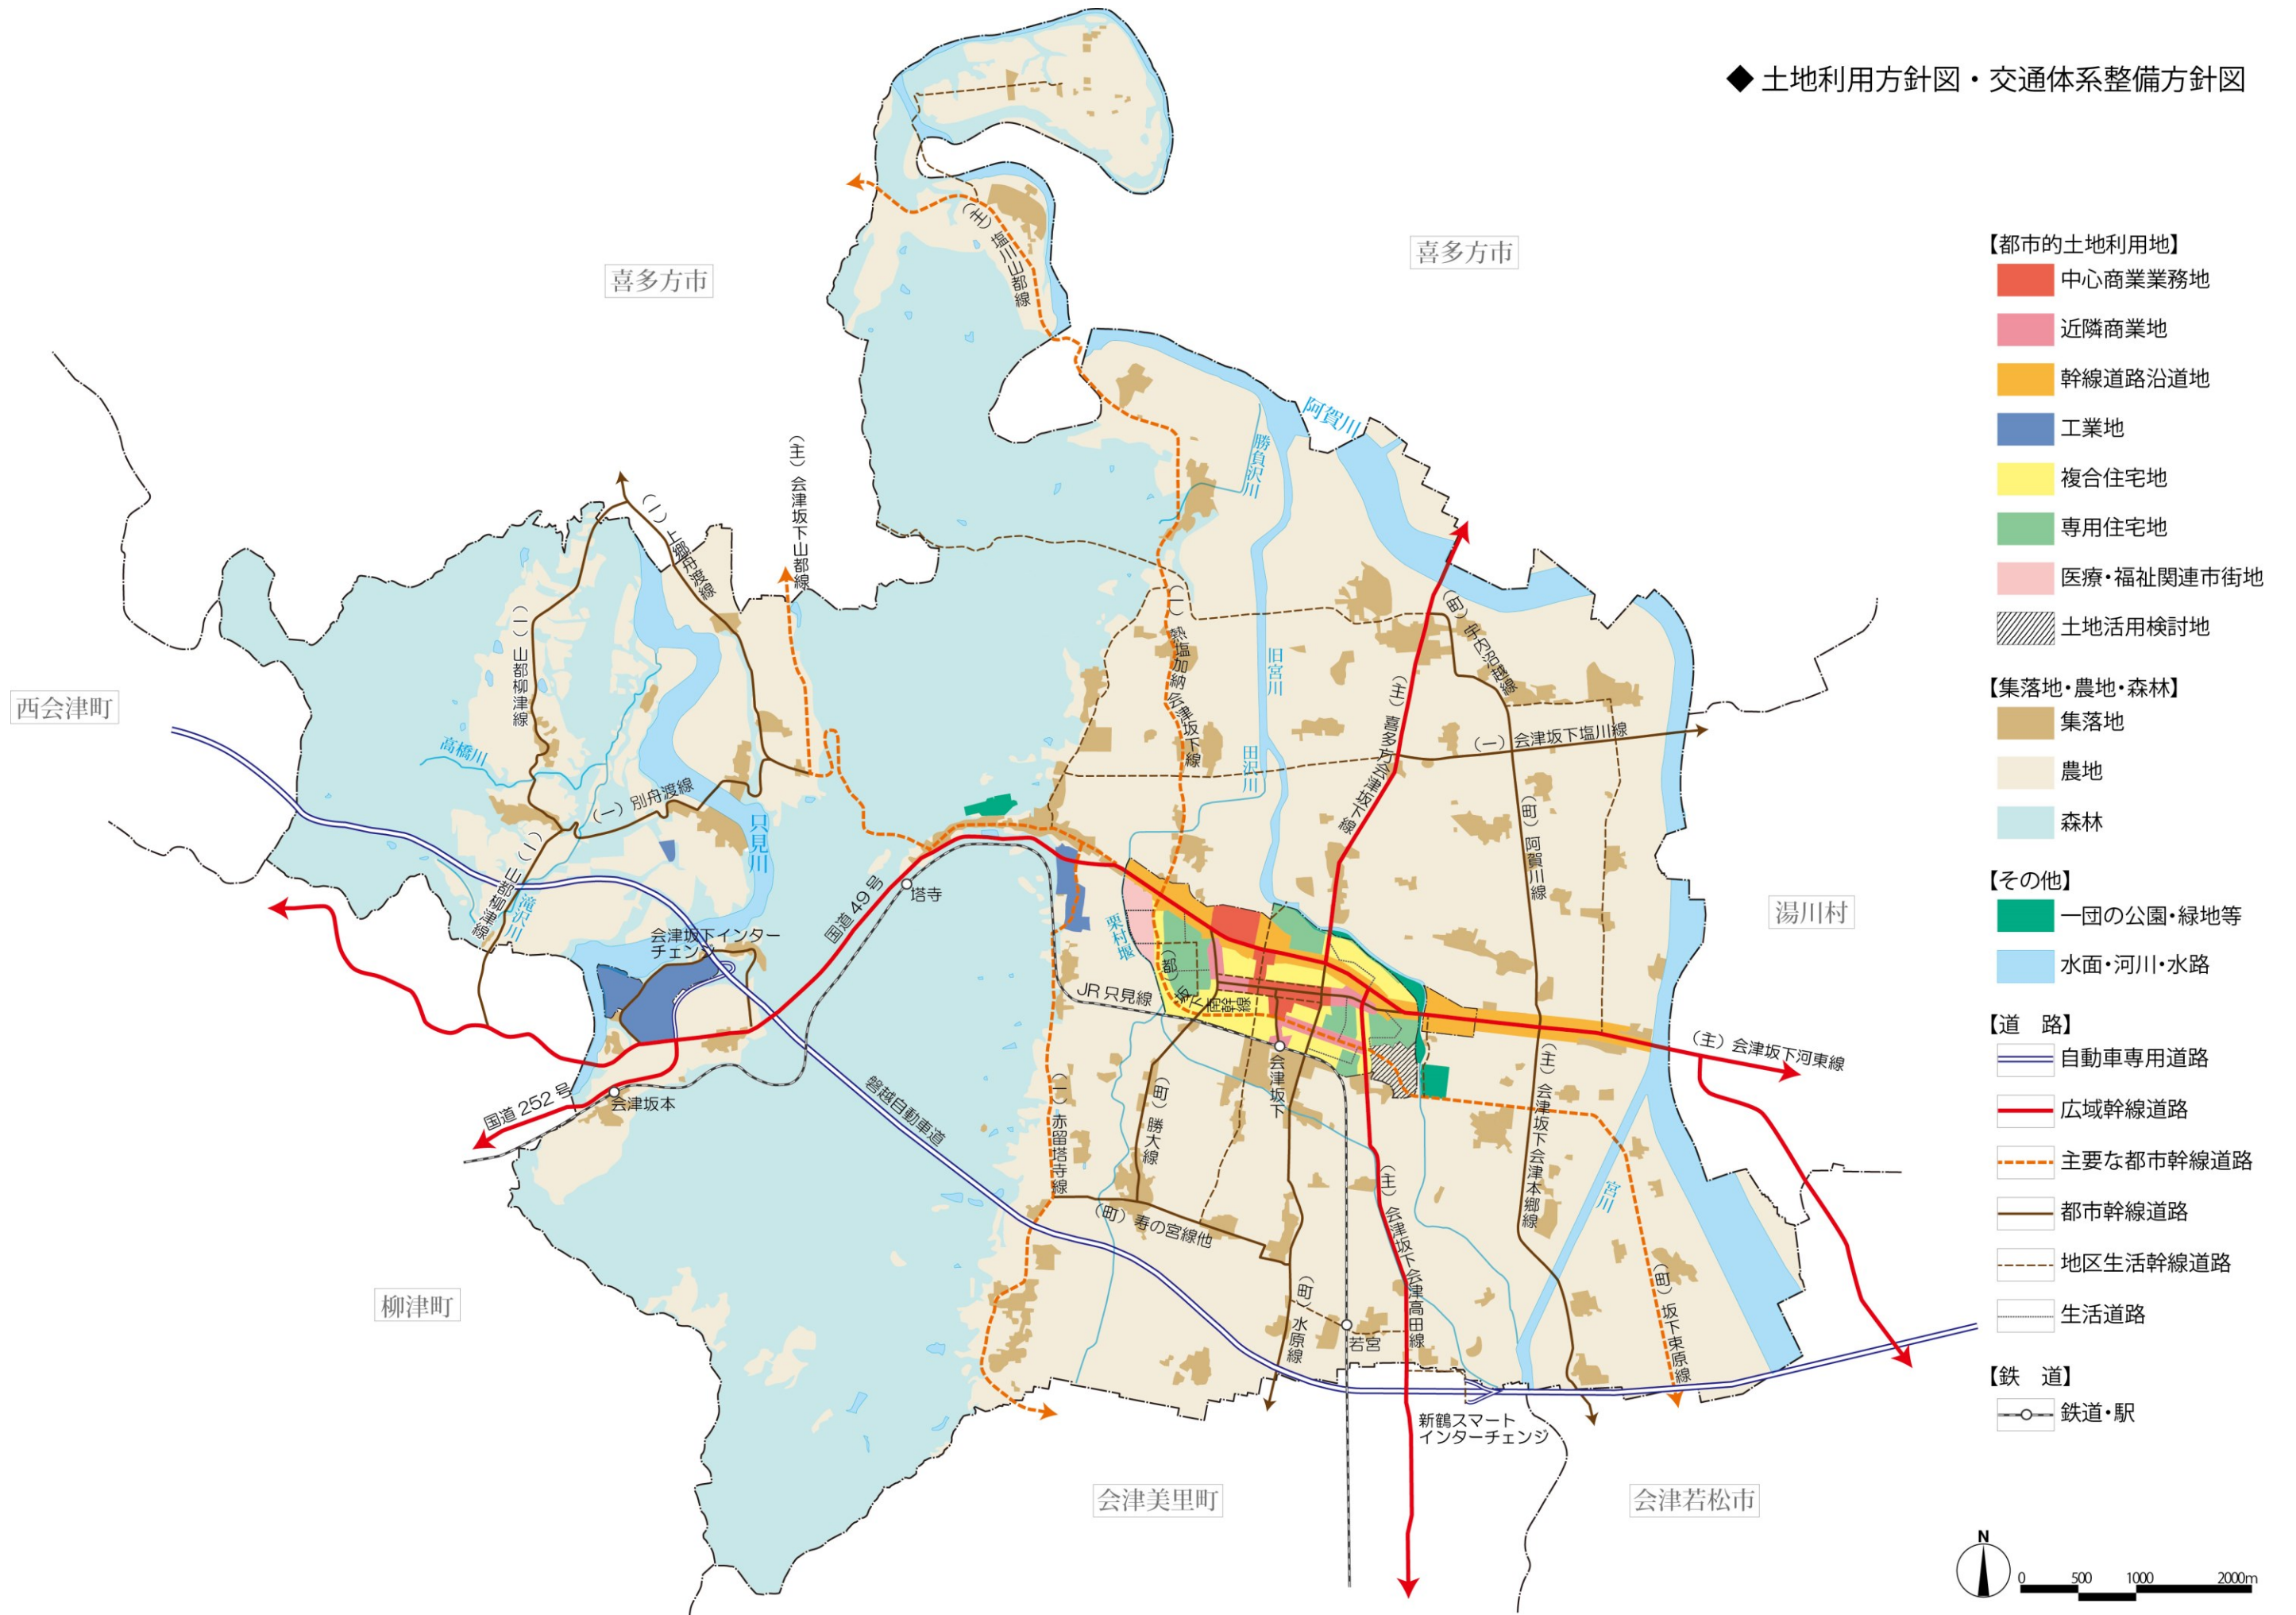 ◆ 土地利用方針図・交通体系整備方針図
喜多方市
喜多方市
西会津町
湯川村
柳津町
会津美里町
会津若松市
(主)塩川山都線
阿賀川
勝負沢川
(主)会津坂下山都線
(一)上郷舟渡線
(一)山都柳津線
(一)熱塩加納会津坂下線
旧宮川
(町)宇内沼越線
(主)喜多方会津坂下線
(一)会津坂下塩川線
田沢川
高橋川
(一)別舟渡線
只見川
(町)阿賀川線
(一)山都柳津線
滝沢川
国道49号
塔寺
会津坂下インター
チェンジ
栗村堰
(都)坂下南幹線
JR只見線
会津坂下
国道252号
会津坂本
磐越自動車道
(一)赤留塔寺線
(町)勝大線
(町)寿の宮線他
(主)会津坂下会津高田線
(主)会津坂下会津本郷線
(主)会津坂下河東線
宮川
(町)坂下東原線
(町)水原線
若宮
新鶴スマート
インターチェンジ
【都市的土地利用地】
中心商業業務地
近隣商業地
幹線道路沿道地
工業地
複合住宅地
専用住宅地
医療・福祉関連市街地
土地活用検討地
【集落地・農地・森林】
集落地
農地
森林
【その他】
一団の公園・緑地等
水面・河川・水路
【道　路】
自動車専用道路
広域幹線道路
主要な都市幹線道路
都市幹線道路
地区生活幹線道路
生活道路
【鉄　道】
鉄道・駅
N
0 500 1000 2000m